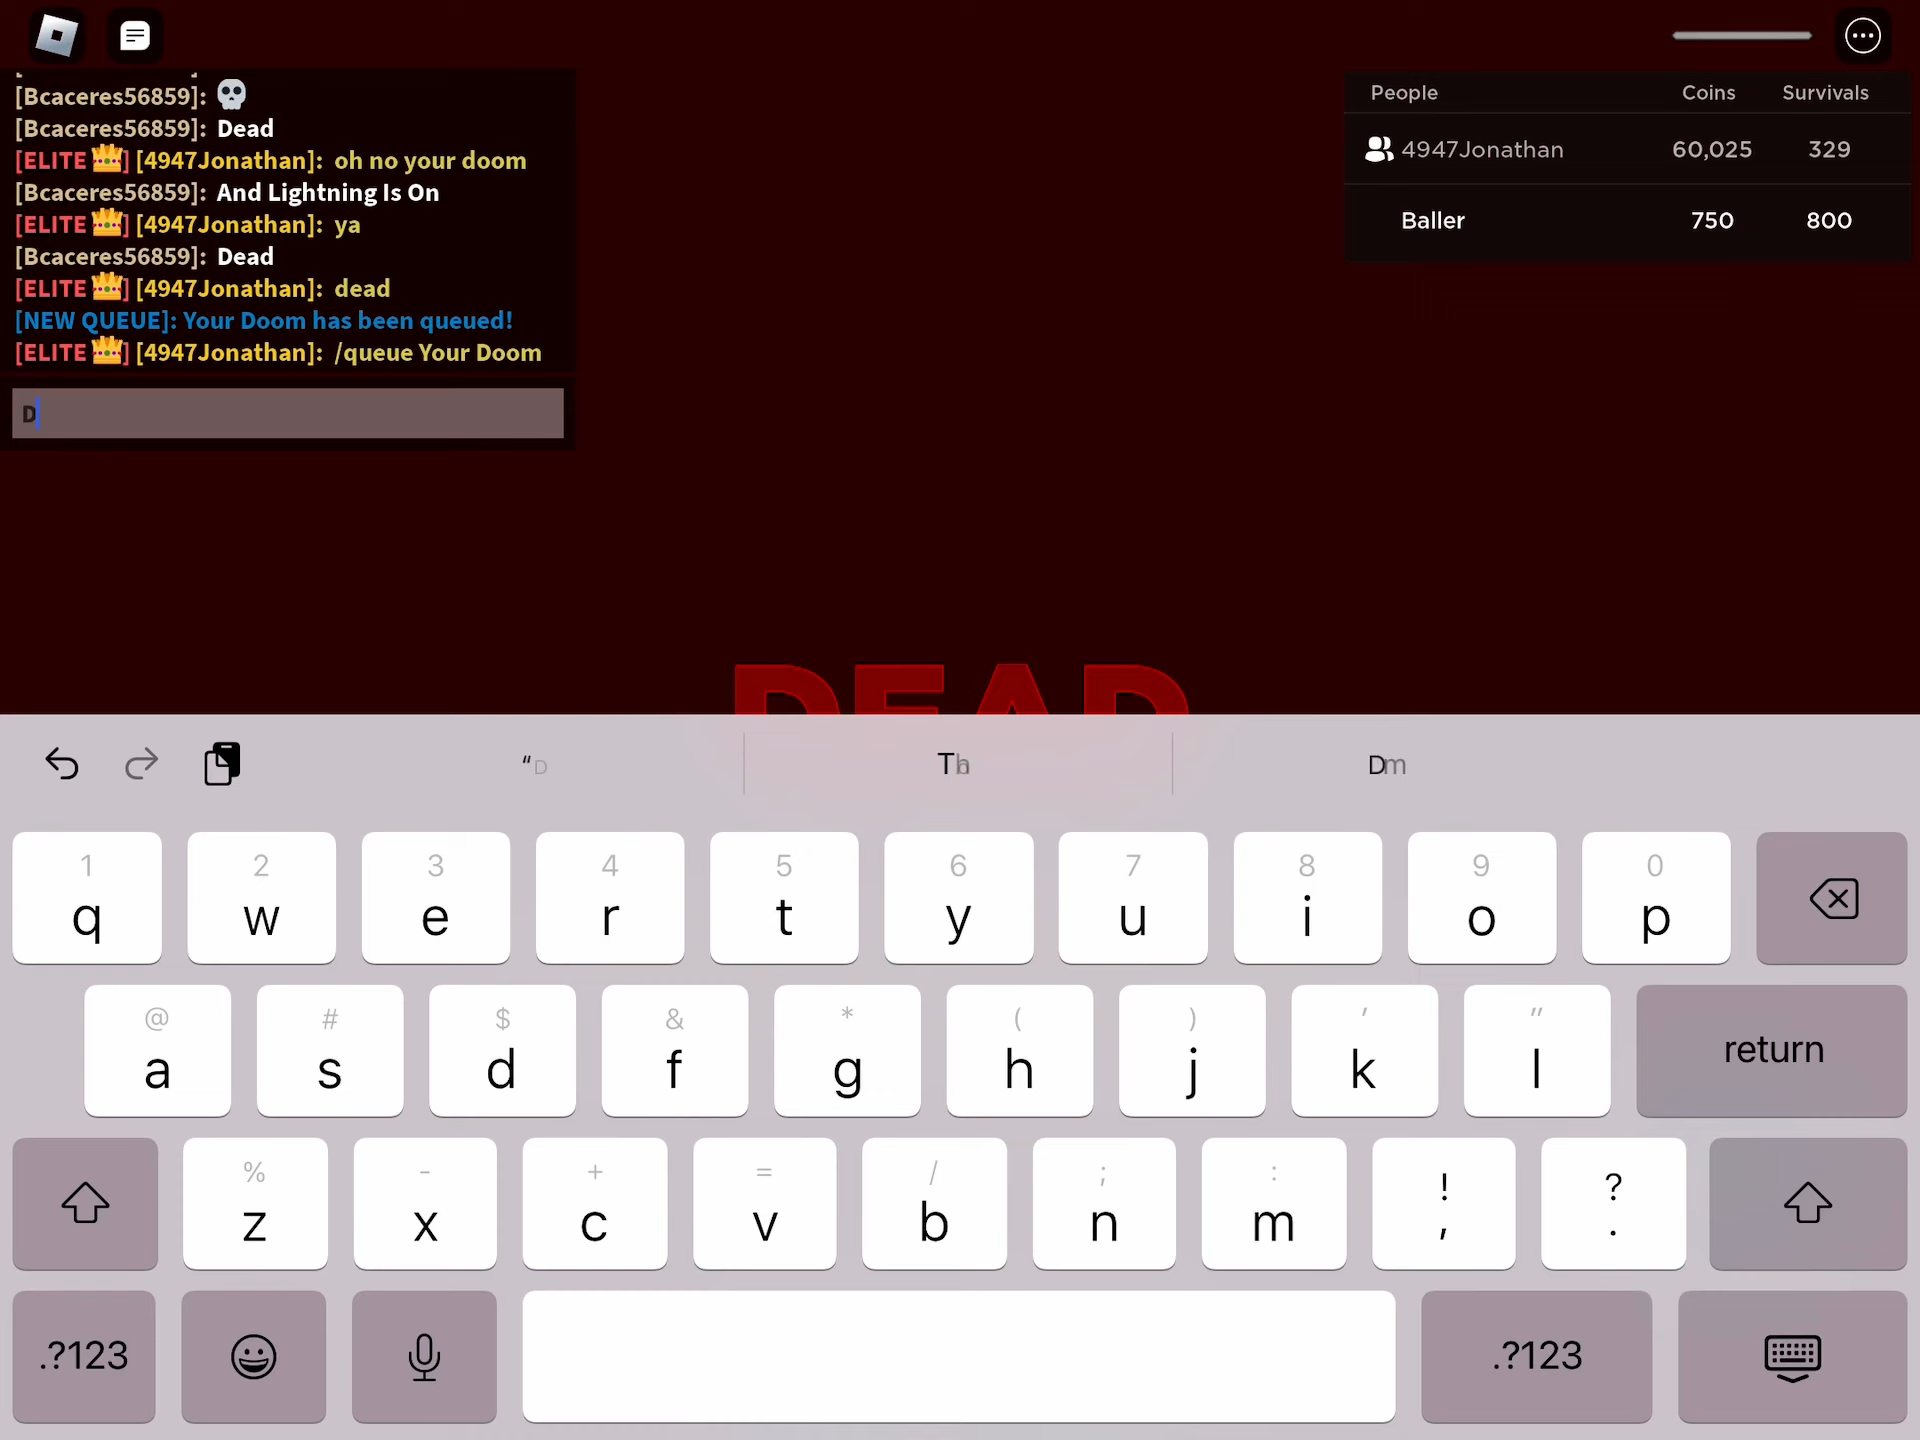 [Bcaceres56859]: 💀
[Bcaceres56859]: Dead
[ELITE👑] [4947Jonathan]: oh no your doom
[Bcaceres56859]: And Lightning Is On
[ELITE👑] [4947Jonathan]: ya
[Bcaceres56859]: Dead
[ELITE👑] [4947Jonathan]: dead
[NEW QUEUE]: Your Doom has been queued!
[ELITE👑] [4947Jonathan]: /queue Your Doom
D
People Coins Survivals
4947Jonathan 60,025 329
Baller 750 800
DEAD
1 2 3 4 5 6 7 8 9 0
q w e r t y u i o p
@ # $ & * ( ) ' "
a s d f g h j k l return
% - + = / ; : ! ?
z x c v b n m , .
.?123 .?123